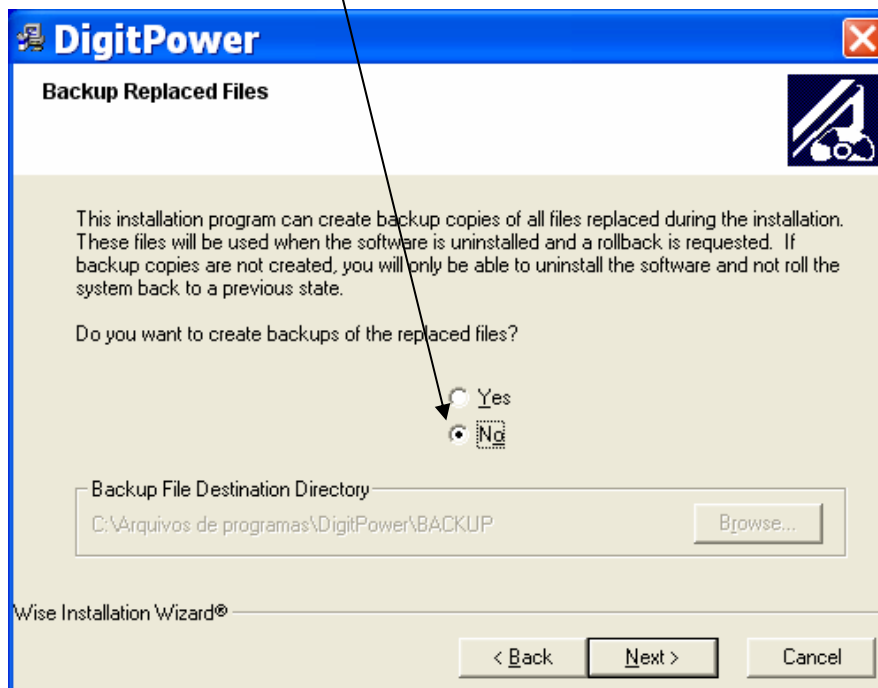 DigitPower
Backup Replaced Files
This installation program can create backup copies of all files replaced during the installation.
These files will be used when the software is uninstalled and a rollback is requested. If
backup copies are not created, you will only be able to uninstall the software and not roll the
system back to a previous state.
Do you want to create backups of the replaced files?
Yes
No
Backup File Destination Directory
C:\Arquivos de programas\DigitPower\BACKUP
Browse...
Wise Installation Wizard®
< Back
Next >
Cancel